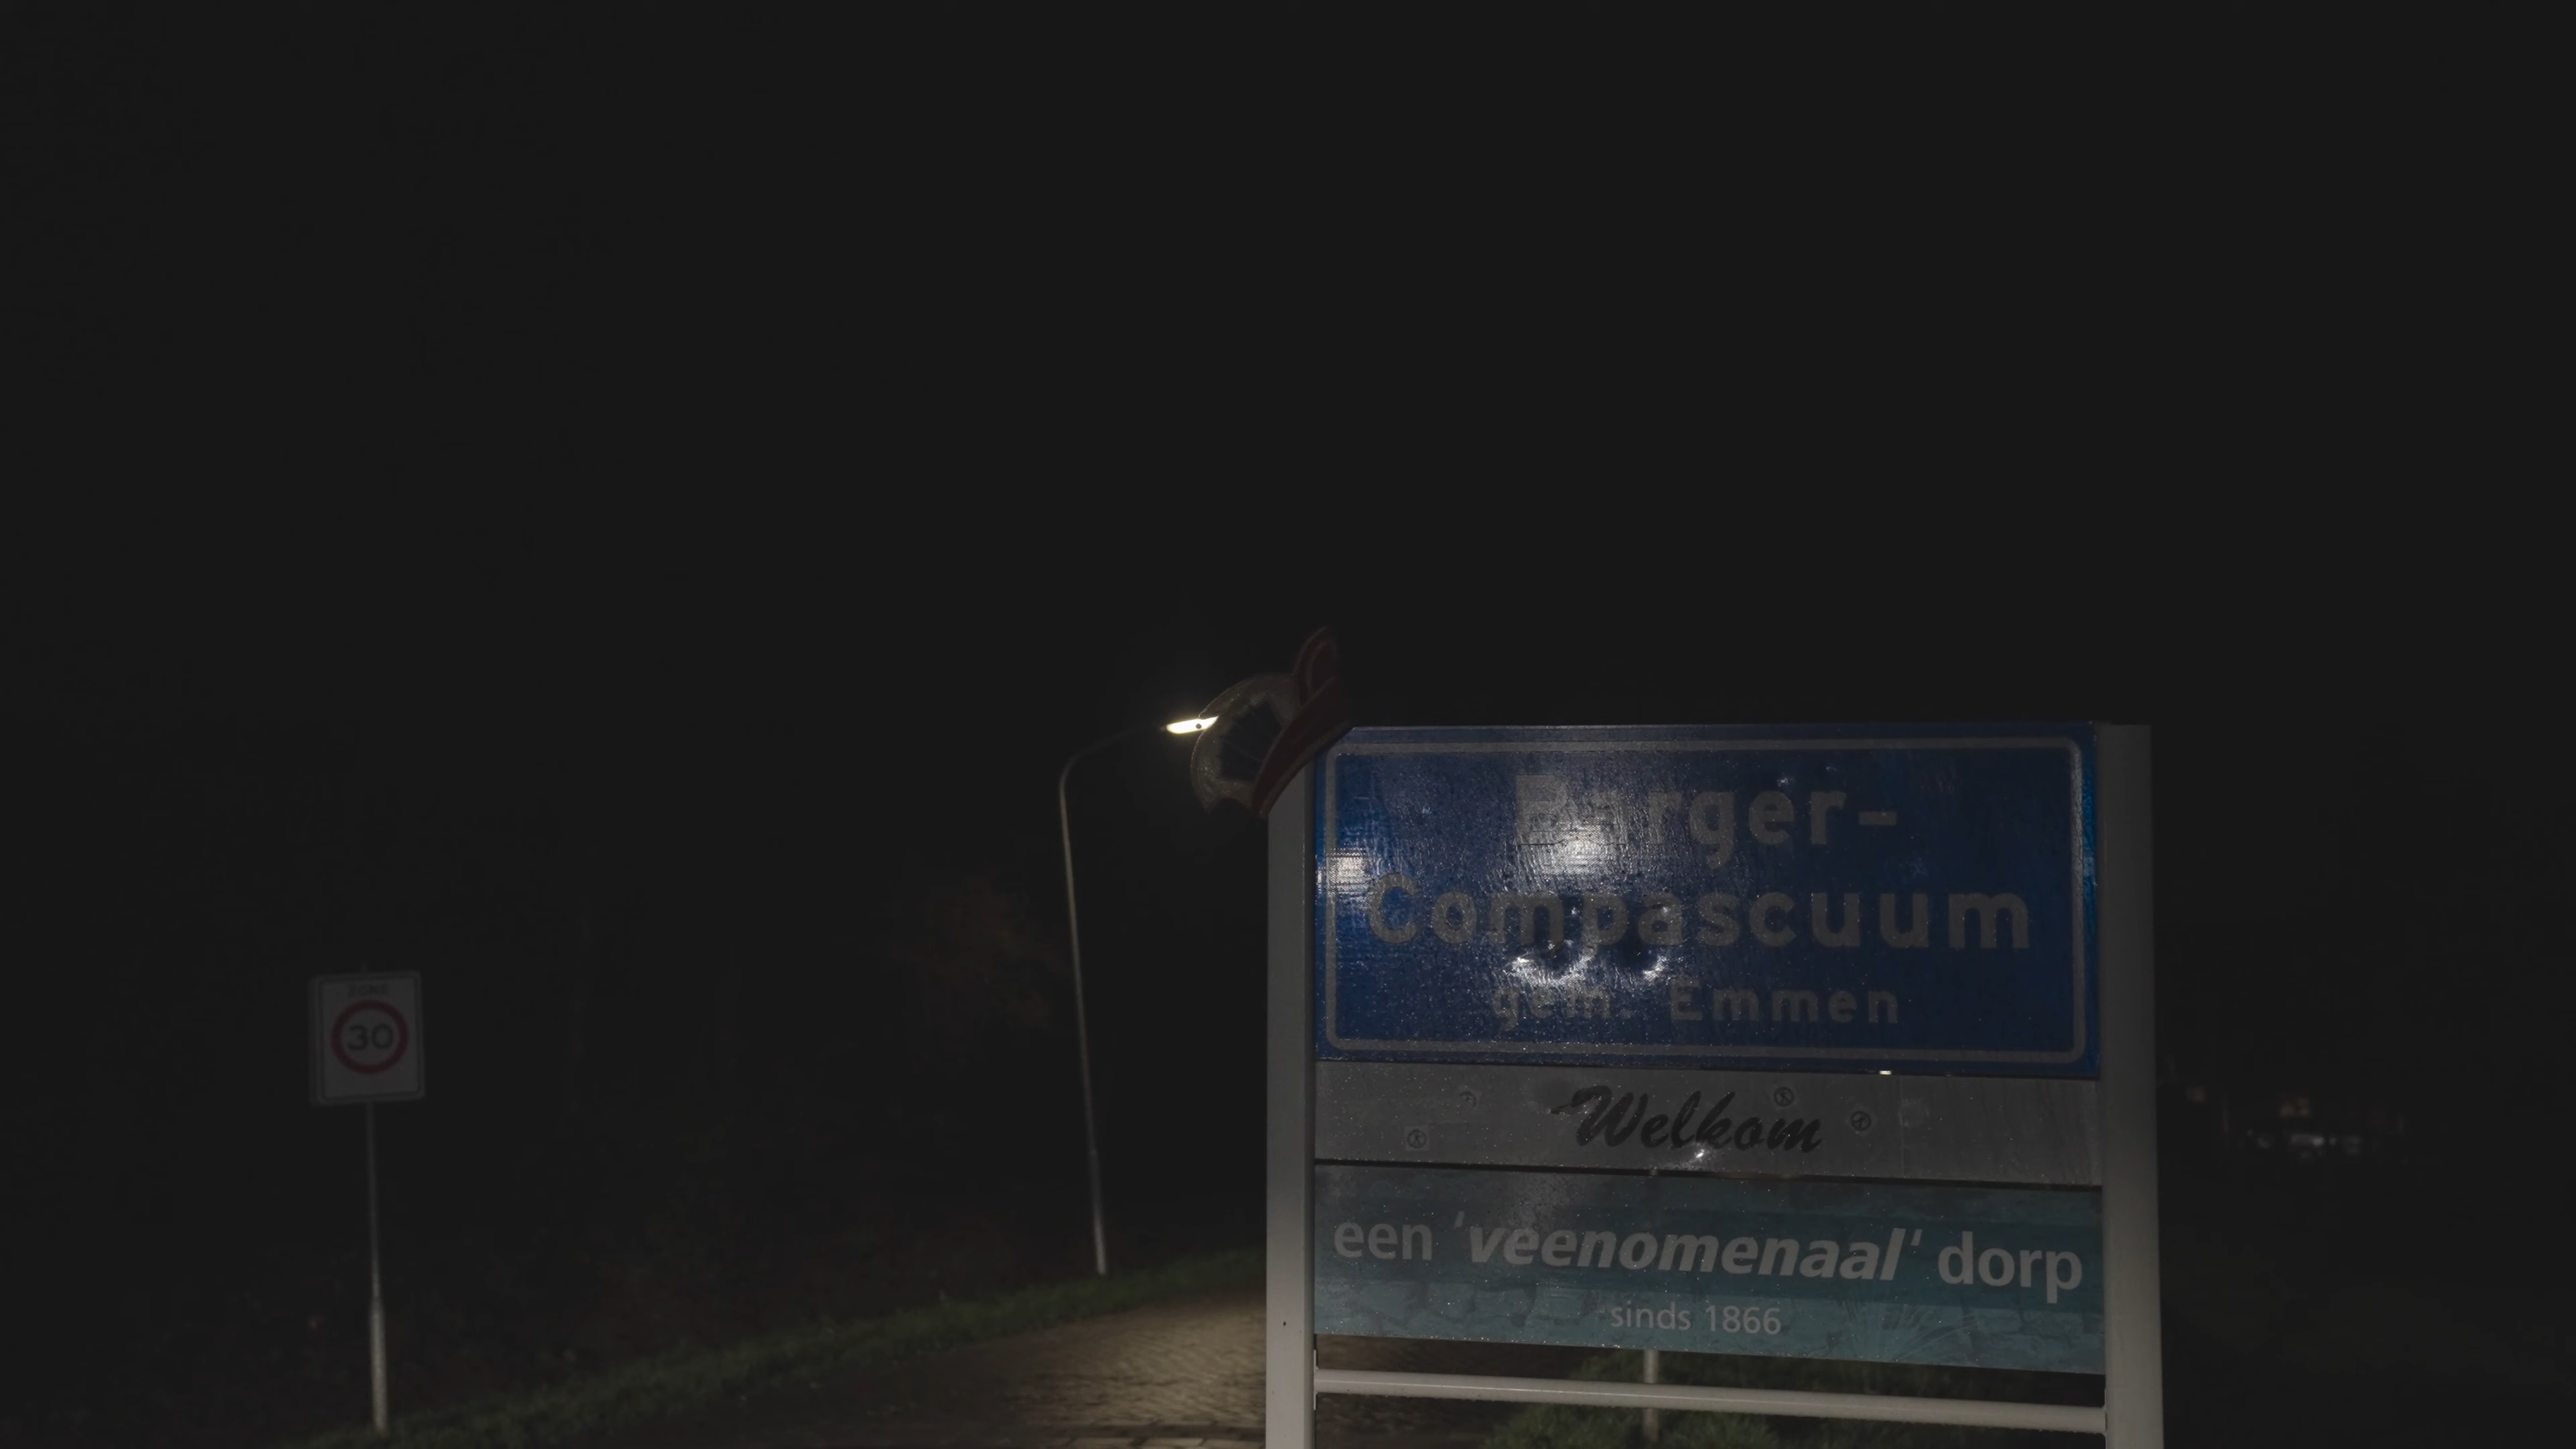 ZONE
30
Barger-
Compascuum
gem. Emmen
Welkom
een 'veenomenaal' dorp
sinds 1866